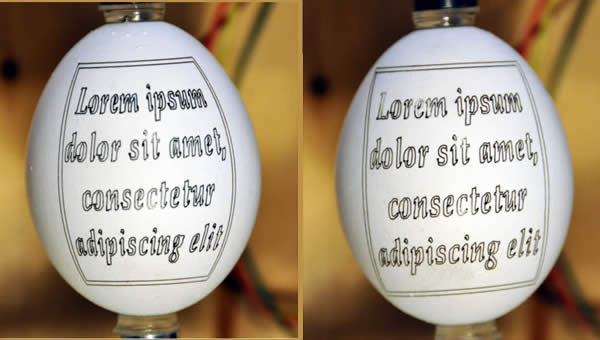 Lorem ipsum
dolor sit amet,
consectetur
adipiscing elit
Lorem ipsum
dolor sit amet,
consectetur
adipiscing elit